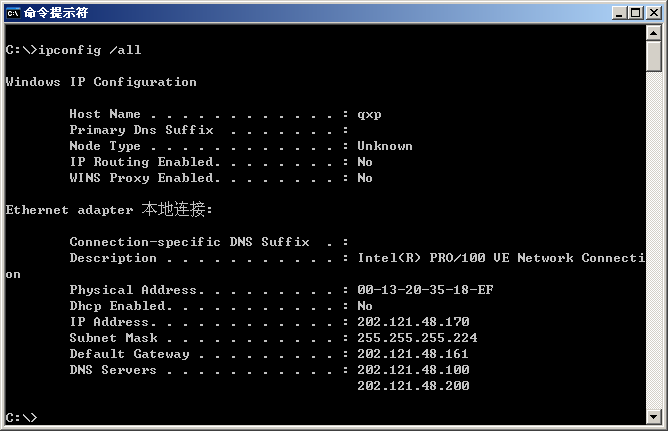 命令提示符
C:\>ipconfig /all
Windows IP Configuration
Host Name . . . . . . . . . . . . : qxp
Primary Dns Suffix  . . . . . . . :
Node Type . . . . . . . . . . . . : Unknown
IP Routing Enabled. . . . . . . . : No
WINS Proxy Enabled. . . . . . . . : No
Ethernet adapter 本地连接:
Connection-specific DNS Suffix  . :
Description . . . . . . . . . . . : Intel(R) PRO/100 VE Network Connecti
on
Physical Address. . . . . . . . . : 00-13-20-35-18-EF
Dhcp Enabled. . . . . . . . . . . : No
IP Address. . . . . . . . . . . . : 202.121.48.170
Subnet Mask . . . . . . . . . . . : 255.255.255.224
Default Gateway . . . . . . . . . : 202.121.48.161
DNS Servers . . . . . . . . . . . : 202.121.48.100
202.121.48.200
C:\>